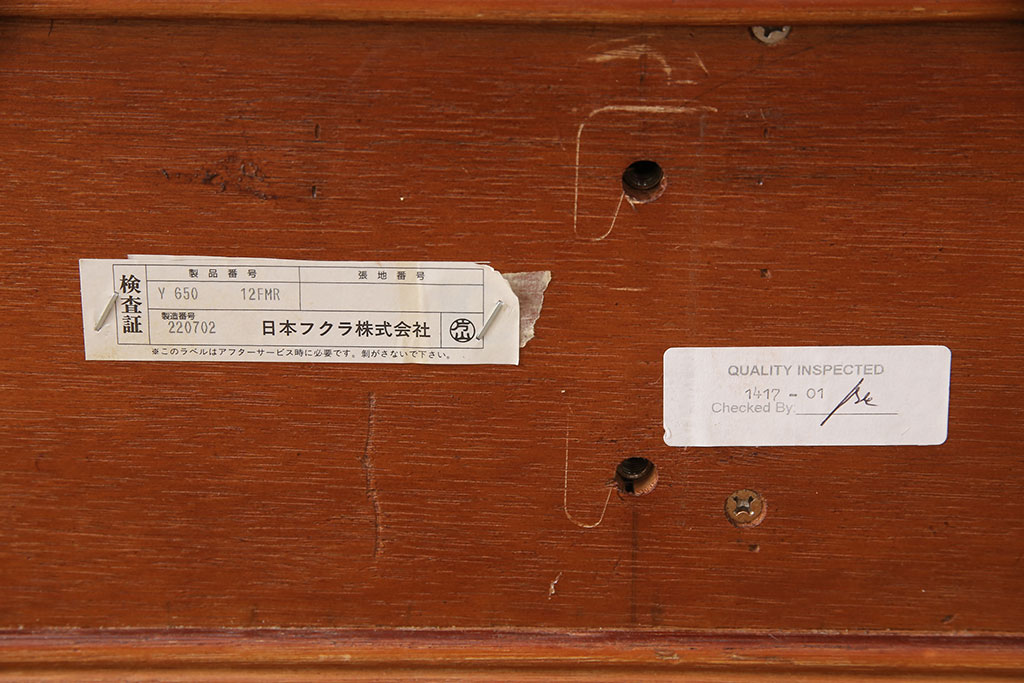 検査証
製品番号 張地番号
Y 650 12FMR
製造番号
220702 日本フクラ株式会社 片山
※このラベルはアフターサービス時に必要です。剝がさないで下さい。
QUALITY INSPECTED
1417 - 01
Checked By: